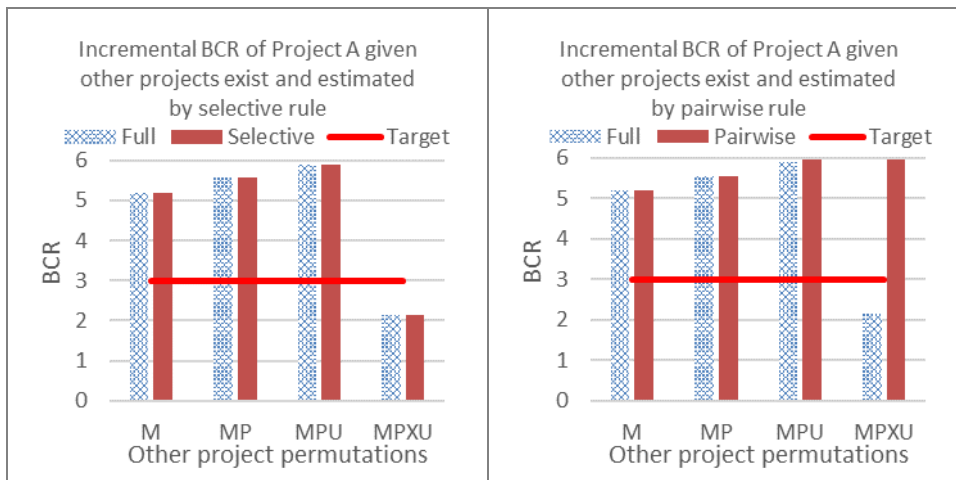 Incremental BCR of Project A given
other projects exist and estimated
by selective rule
Full Selective Target
6
5
4
3
2
1
0
BCR
M MP MPU MPXU
Other project permutations
Incremental BCR of Project A given
other projects exist and estimated
by pairwise rule
Full Pairwise Target
6
5
4
3
2
1
0
BCR
M MP MPU MPXU
Other project permutations